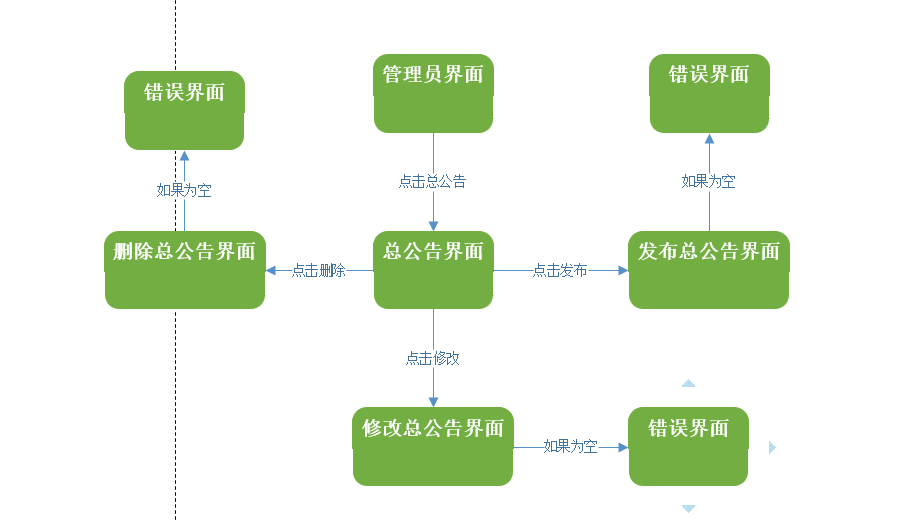 错误界面
管理员界面
错误界面
如果为空
点击总公告
如果为空
删除总公告界面
点击删除
总公告界面
点击发布
发布总公告界面
点击修改
修改总公告界面
如果为空
错误界面